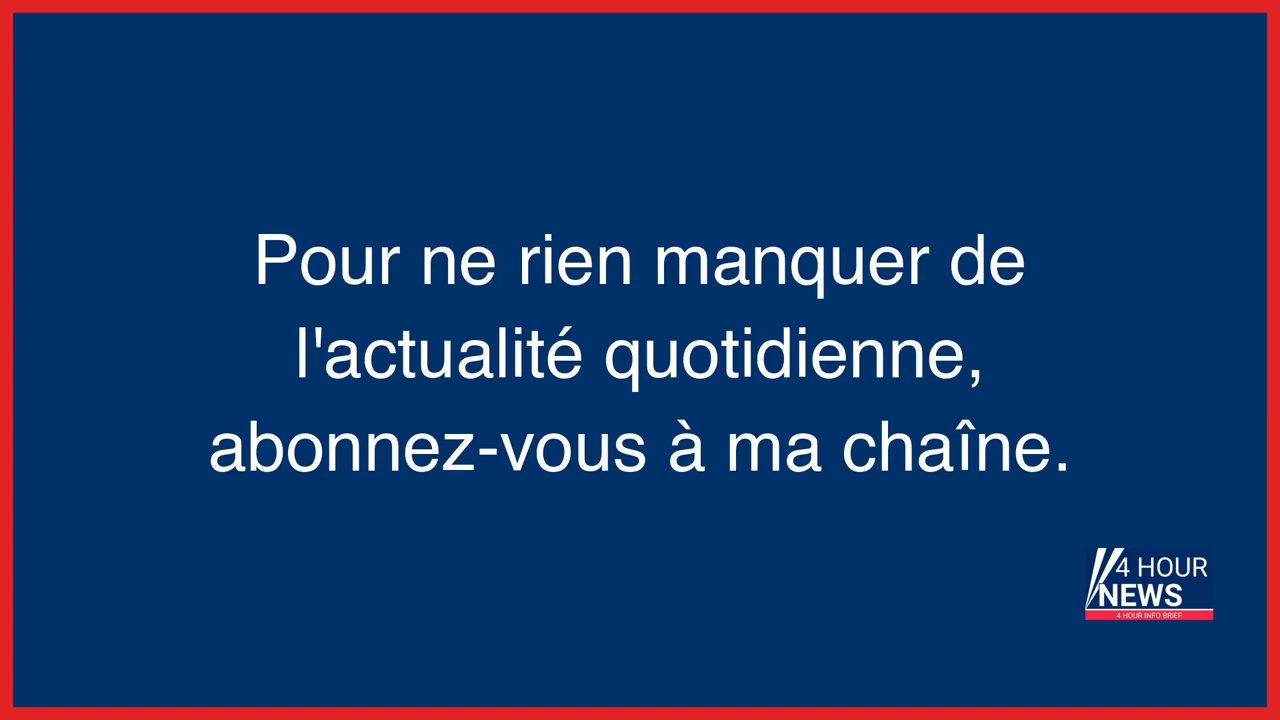 Pour ne rien manquer de
l'actualité quotidienne,
abonnez-vous à ma chaîne.
4 HOUR
NEWS
4 HOUR INFO BRIEF